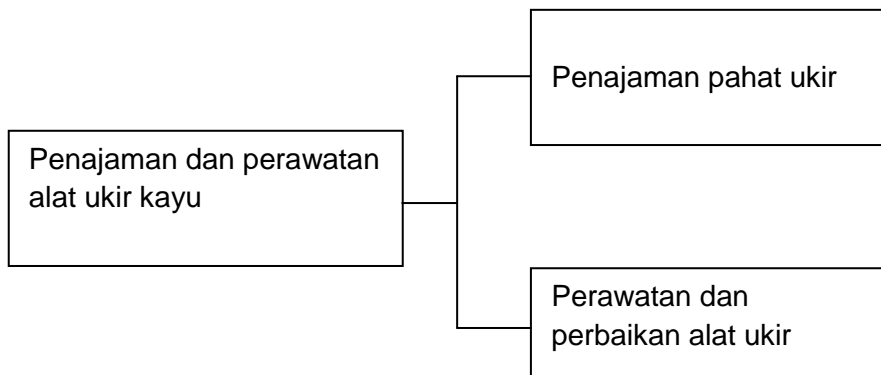 Penajaman pahat ukir
Penajaman dan perawatan
alat ukir kayu
Perawatan dan
perbaikan alat ukir